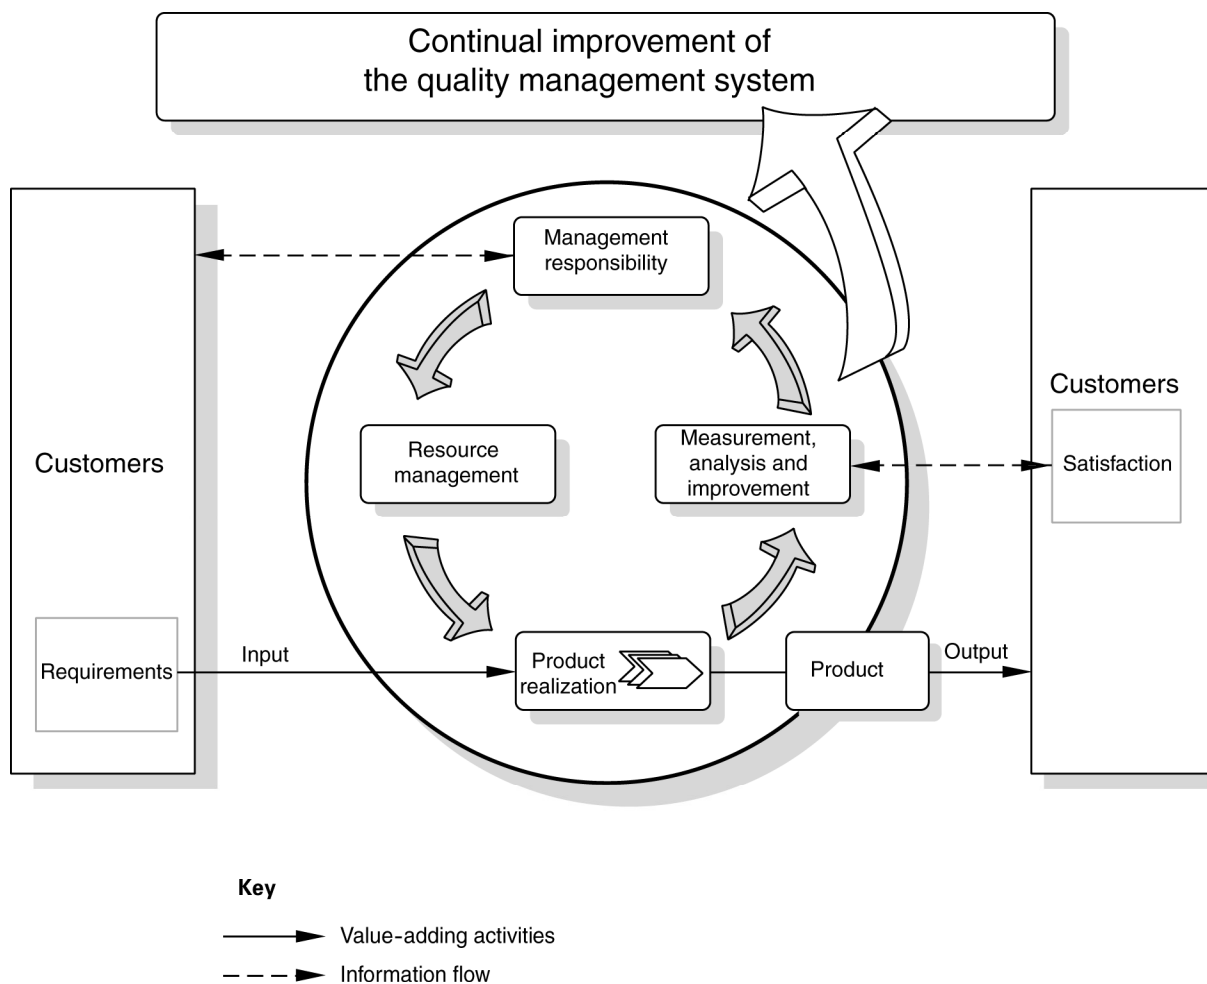 Continual improvement of
the quality management system
Management
responsibility
Customers
Resource
management
Measurement,
analysis and
improvement
Customers
Satisfaction
Requirements
Input
Product
realization
Product
Output
Key
Value-adding activities
Information flow